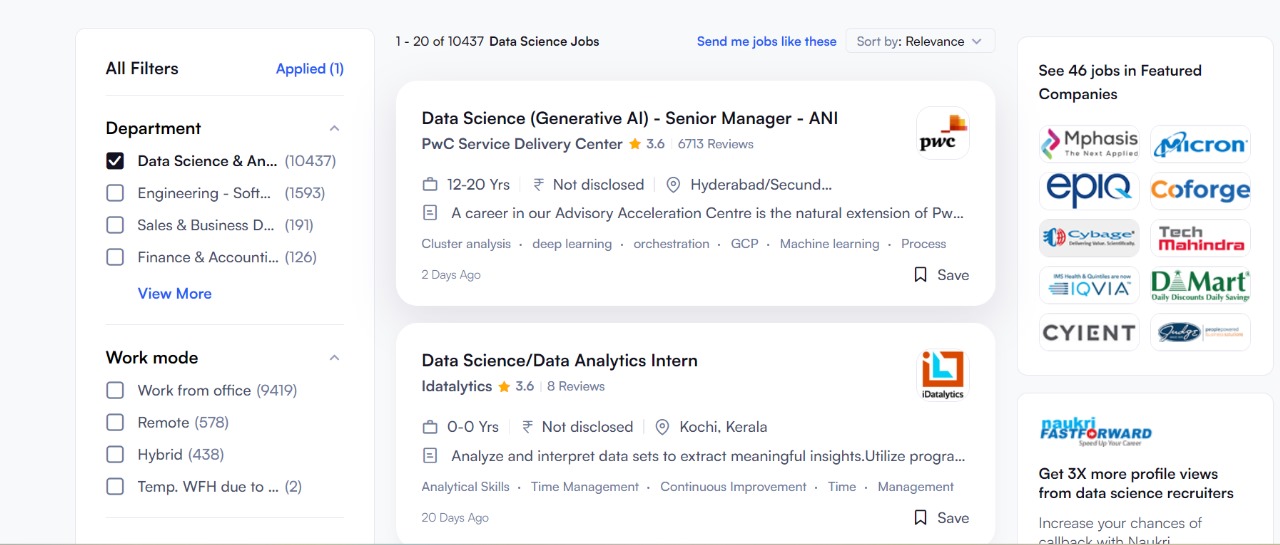 All Filters
Applied (1)
Department
Data Science & An... (10437)
Engineering - Soft... (1593)
Sales & Business D... (191)
Finance & Accounti... (126)
View More
Work mode
Work from office (9419)
Remote (578)
Hybrid (438)
Temp. WFH due to ... (2)
1 - 20 of 10437 Data Science Jobs
Send me jobs like these
Sort by: Relevance
Data Science (Generative AI) - Senior Manager - ANI
PwC Service Delivery Center 3.6 | 6713 Reviews
pwc
12-20 Yrs | ₹ Not disclosed | Hyderabad/Secund...
A career in our Advisory Acceleration Centre is the natural extension of Pw...
Cluster analysis · deep learning · orchestration · GCP · Machine learning · Process
2 Days Ago
Save
Data Science/Data Analytics Intern
Idatalytics 3.6 | 8 Reviews
iDatalytics
0-0 Yrs | ₹ Not disclosed | Kochi, Kerala
Analyze and interpret data sets to extract meaningful insights.Utilize progra...
Analytical Skills · Time Management · Continuous Improvement · Time · Management
20 Days Ago
Save
See 46 jobs in Featured
Companies
Mphasis
The Next Applied
Micron
epiq
Coforge
Cybage
Delivering Value. Scientifically.
Tech
Mahindra
IMS Health & Quintiles are now
IQVIA
D Mart
Daily Discounts Daily Savings
CYIENT
Judge
peoplepowered
naukri
FASTFORWARD
Speed Up Your Career
Get 3X more profile views
from data science recruiters
Increase your chances of
callback with Naukri